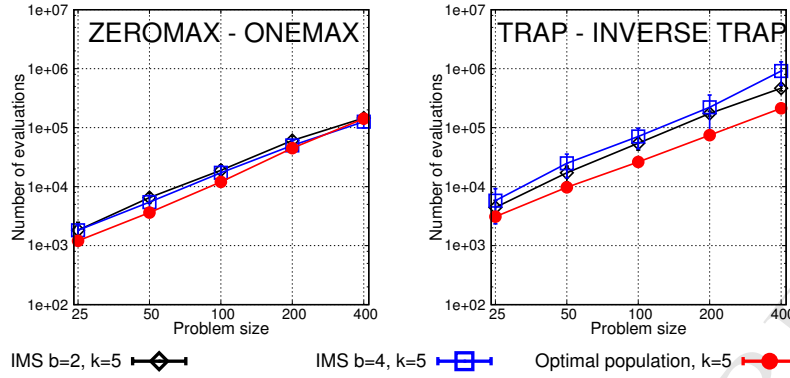 ZEROMAX - ONEMAX
Number of evaluations
1e+07
1e+06
1e+05
1e+04
1e+03
1e+02
25 50 100 200 400
Problem size
TRAP - INVERSE TRAP
Number of evaluations
1e+07
1e+06
1e+05
1e+04
1e+03
1e+02
25 50 100 200 400
Problem size
IMS b=2, k=5 IMS b=4, k=5 Optimal population, k=5